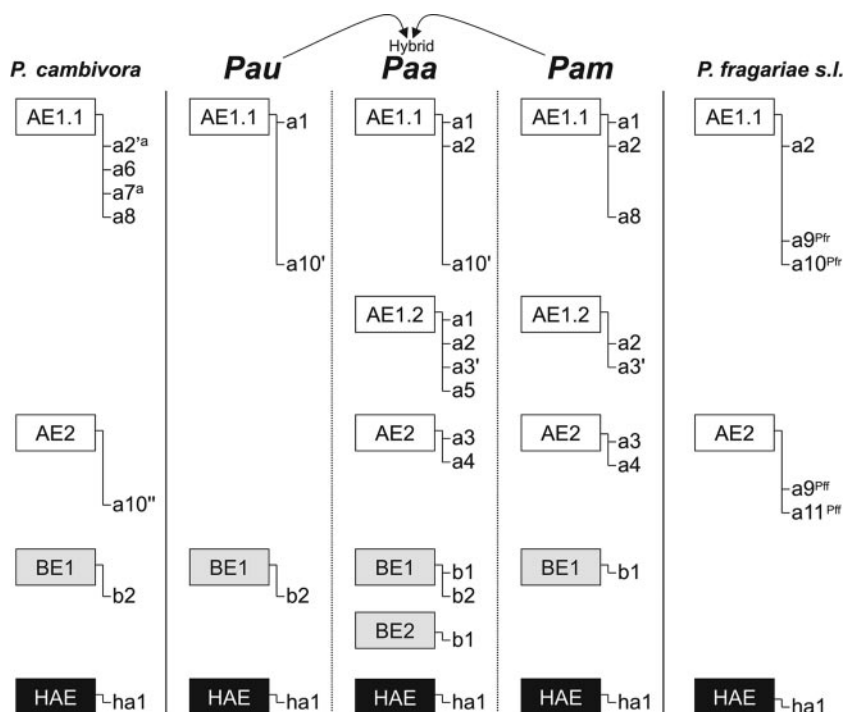 Hybrid
P. cambivora Pau Paa Pam P. fragariae s.l.
AE1.1 AE1.1 AE1.1 AE1.1 AE1.1
a1 a1 a1
a2'ᵃ a2 a2 a2
a6
a7ᵃ
a8 a8
a9ᴾᶠʳ
a10' a10' a10ᴾᶠʳ
AE1.2 AE1.2
a1
a2 a2
a3' a3'
a5
AE2 AE2 AE2 AE2
a3 a3
a4 a4
a9ᴾᶠᶠ
a10" a11ᴾᶠᶠ
BE1 BE1 BE1 BE1
b1 b1
b2 b2 b2
BE2 b1
HAE ha1 HAE ha1 HAE ha1 HAE ha1 HAE ha1